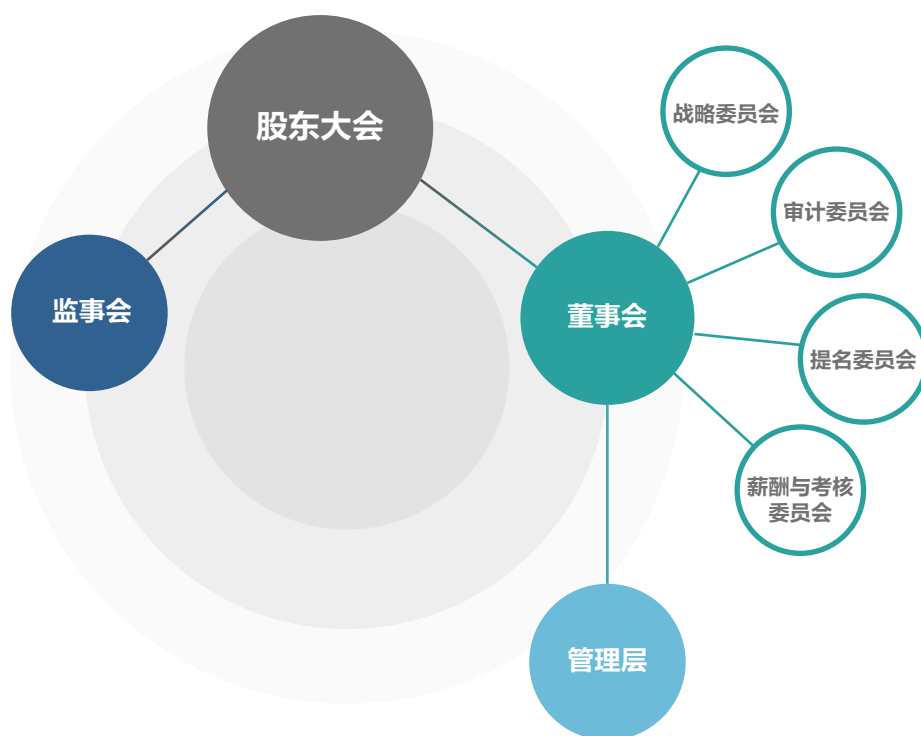 股东大会
监事会
董事会
战略委员会
审计委员会
提名委员会
薪酬与考核
委员会
管理层